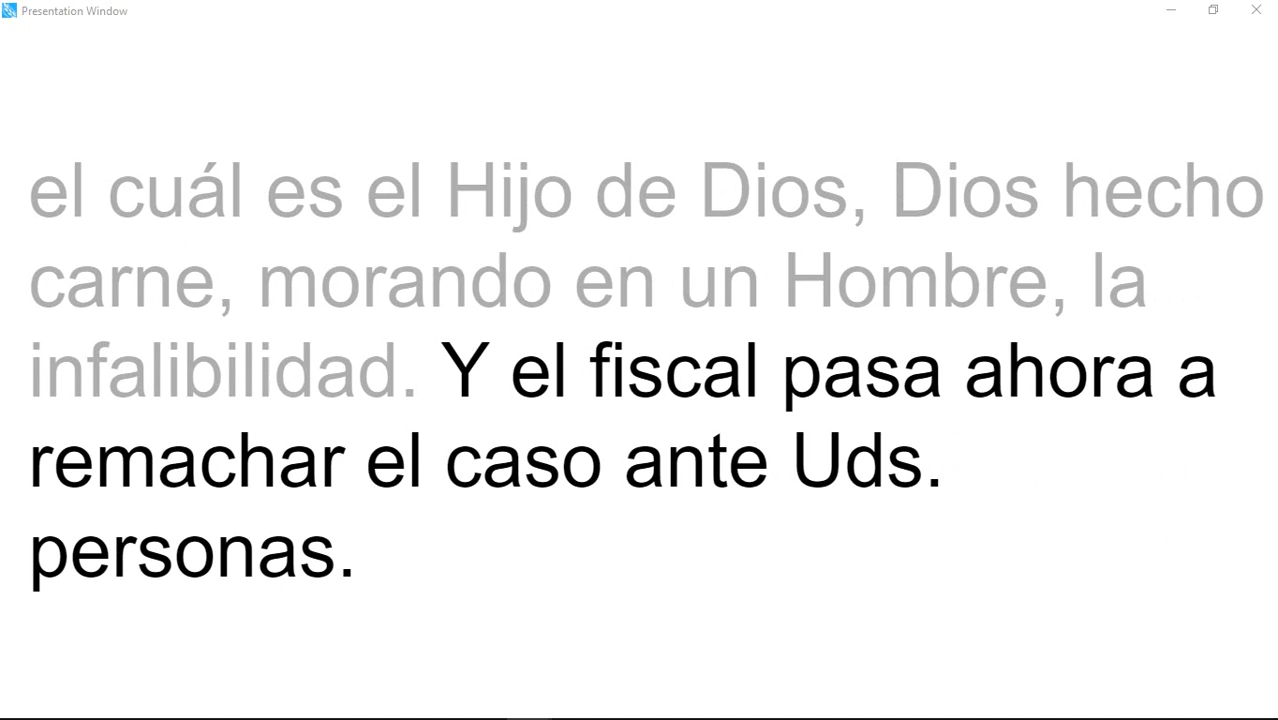 Presentation Window
el cuál es el Hijo de Dios, Dios hecho
carne, morando en un Hombre, la
infalibilidad. Y el fiscal pasa ahora a
remachar el caso ante Uds.
personas.